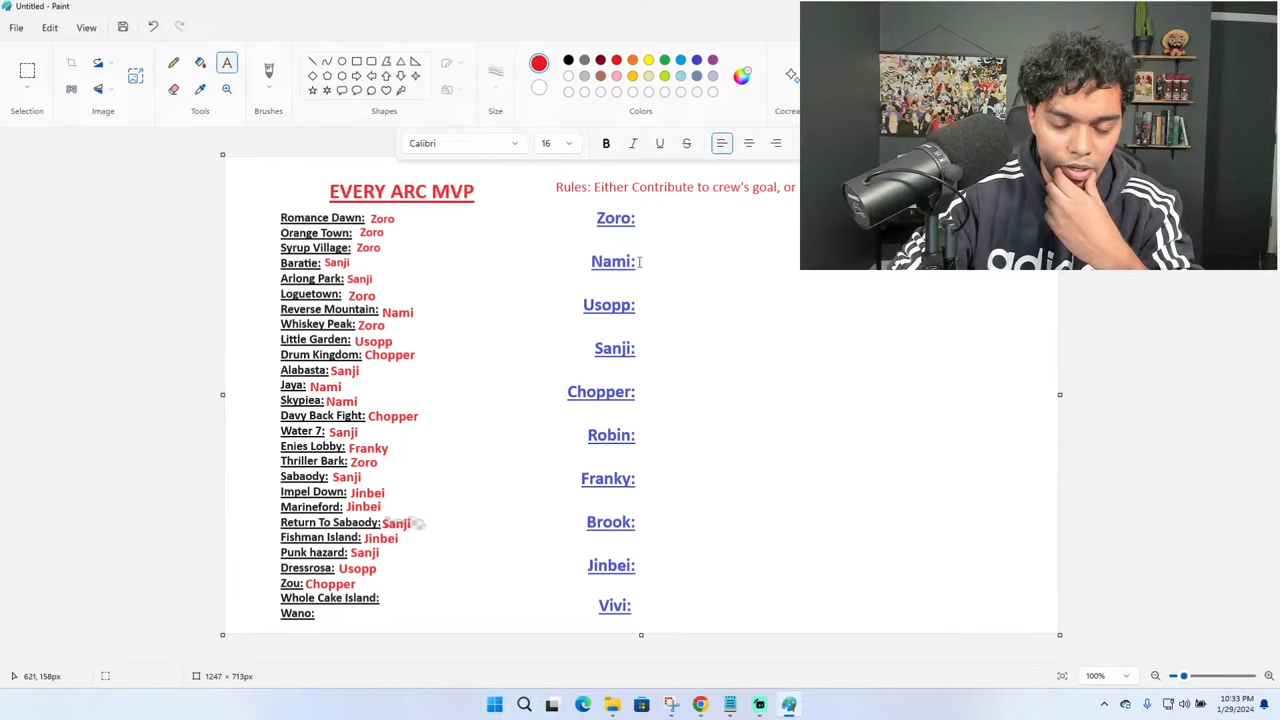 Untitled - Paint
File Edit View
Selection
Image
Tools
Brushes
Shapes
Size
Colors
Cocrea
Calibri
16
B I U S
EVERY ARC MVP
Rules: Either Contribute to crew's goal, or
Romance Dawn: Zoro
Orange Town: Zoro
Syrup Village: Zoro
Baratie: Sanji
Arlong Park: Sanji
Loguetown: Zoro
Reverse Mountain: Nami
Whiskey Peak: Zoro
Little Garden: Usopp
Drum Kingdom: Chopper
Alabasta: Sanji
Jaya: Nami
Skypiea: Nami
Davy Back Fight: Chopper
Water 7: Sanji
Enies Lobby: Franky
Thriller Bark: Zoro
Sabaody: Sanji
Impel Down: Jinbei
Marineford: Jinbei
Return To Sabaody: Sanji
Fishman Island: Jinbei
Punk hazard: Sanji
Dressrosa: Usopp
Zou: Chopper
Whole Cake Island:
Wano:
Zoro:
Nami:
Usopp:
Sanji:
Chopper:
Robin:
Franky:
Brook:
Jinbei:
Vivi:
adidas
621, 158px
1247 × 713px
100%
10:33 PM
1/29/2024